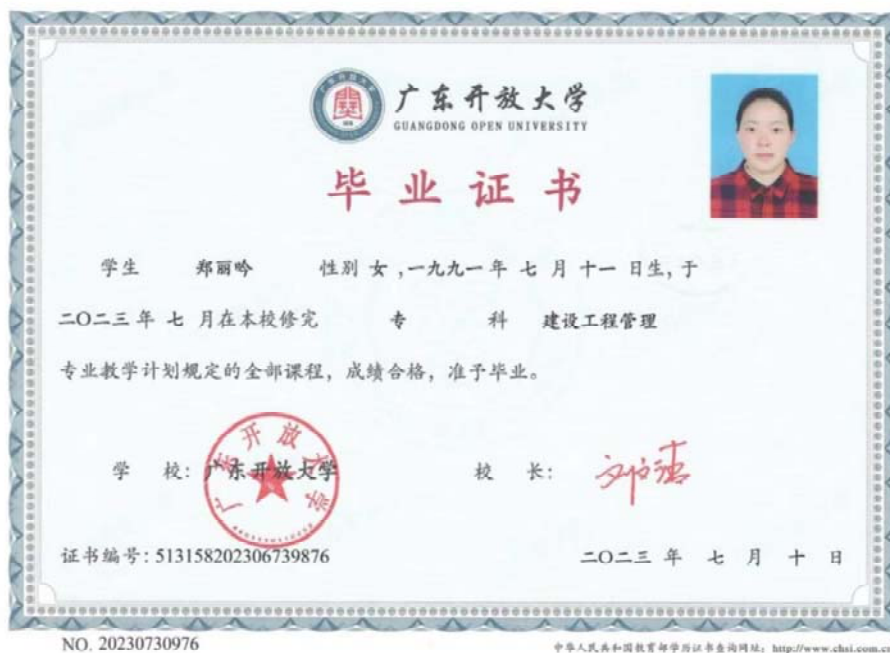 广东开放大学
GUANGDONG OPEN UNIVERSITY
毕业证书
学生 郑丽吟 性别 女 ,一九九一年 七 月 十一 日生, 于
二〇二三 年 七 月在本校修完 专 科 建设工程管理
专业教学计划规定的全部课程, 成绩合格, 准予毕业。
广东开放大学
学 校: 广东开放大学 校 长:
证书编号: 513158202306739876 二〇二三 年 七 月 十 日
NO. 20230730976 中华人民共和国教育部学历证书查询网址: http://www.chsi.com.cn